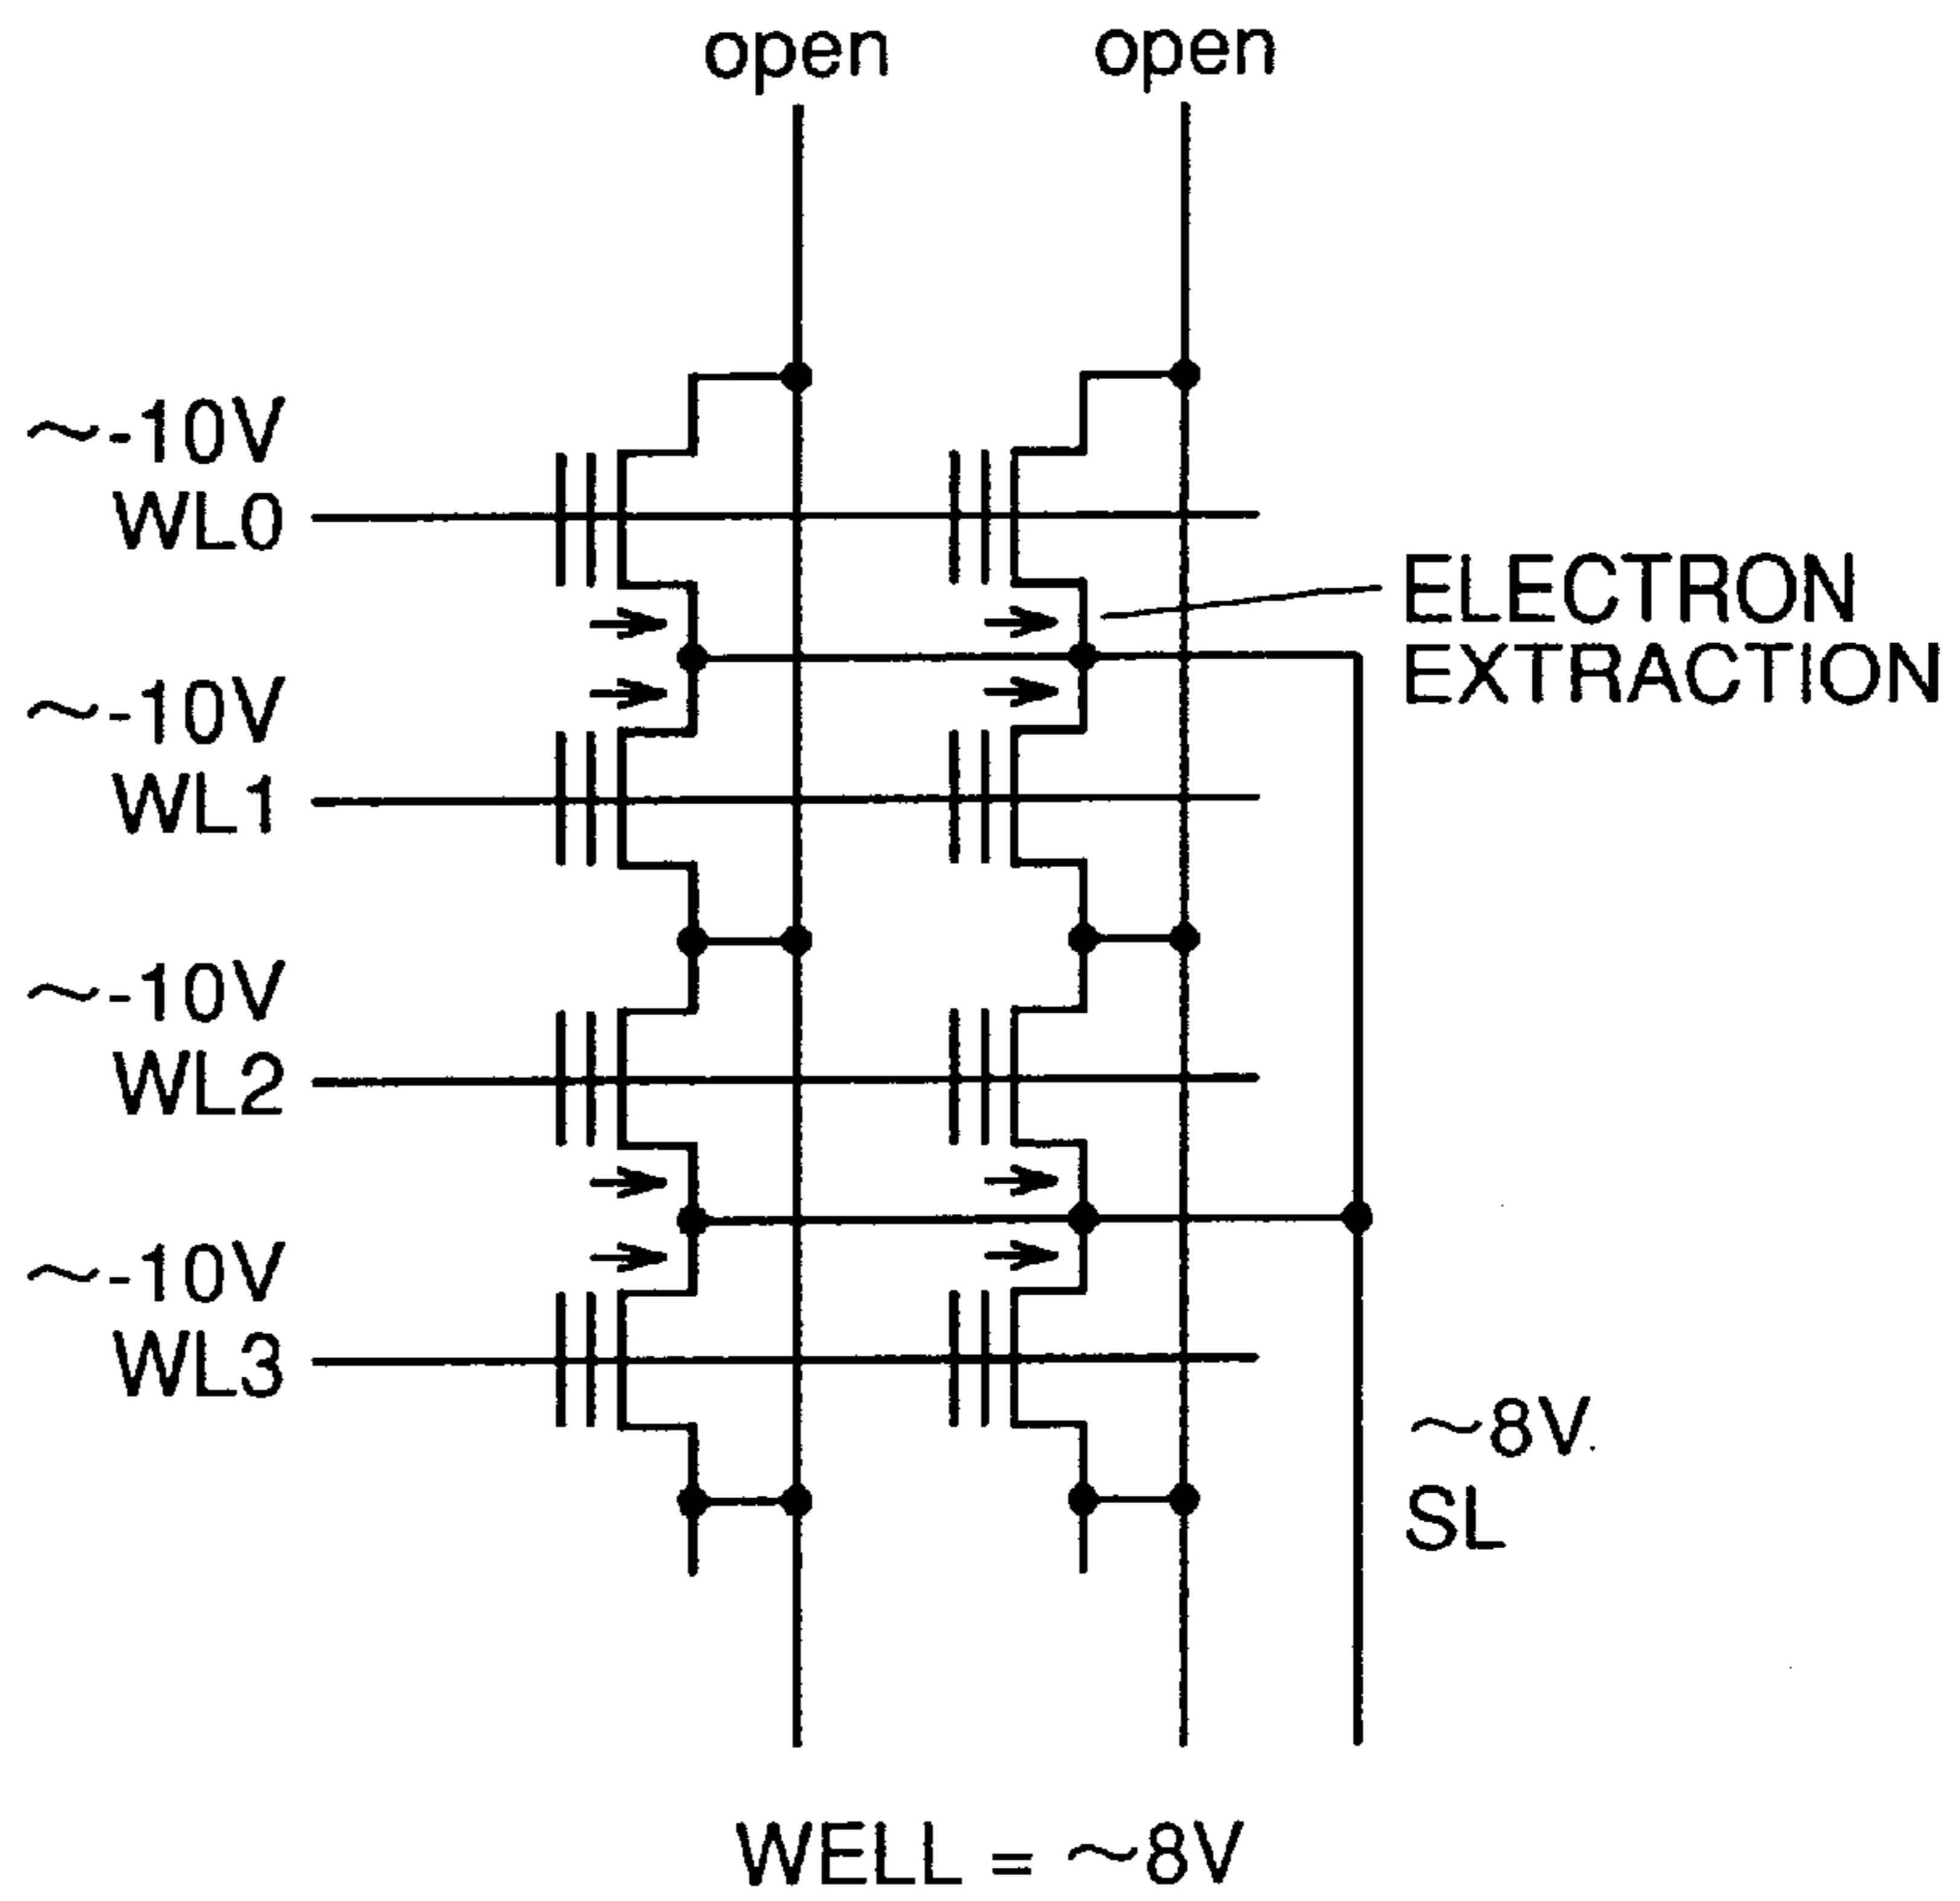 open open
~-10V
WL0
ELECTRON
EXTRACTION
~-10V
WL1
~-10V
WL2
~-10V
WL3
~8V.
SL
WELL = ~8V